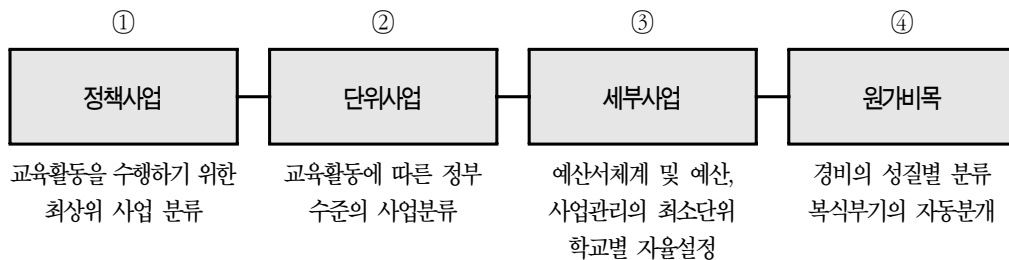 ① ② ③ ④
정책사업 단위사업 세부사업 원가비목
교육활동을 수행하기 위한
최상위 사업 분류
교육활동에 따른 정부
수준의 사업분류
예산서체계 및 예산,
사업관리의 최소단위
학교별 자율설정
경비의 성질별 분류
복식부기의 자동분개